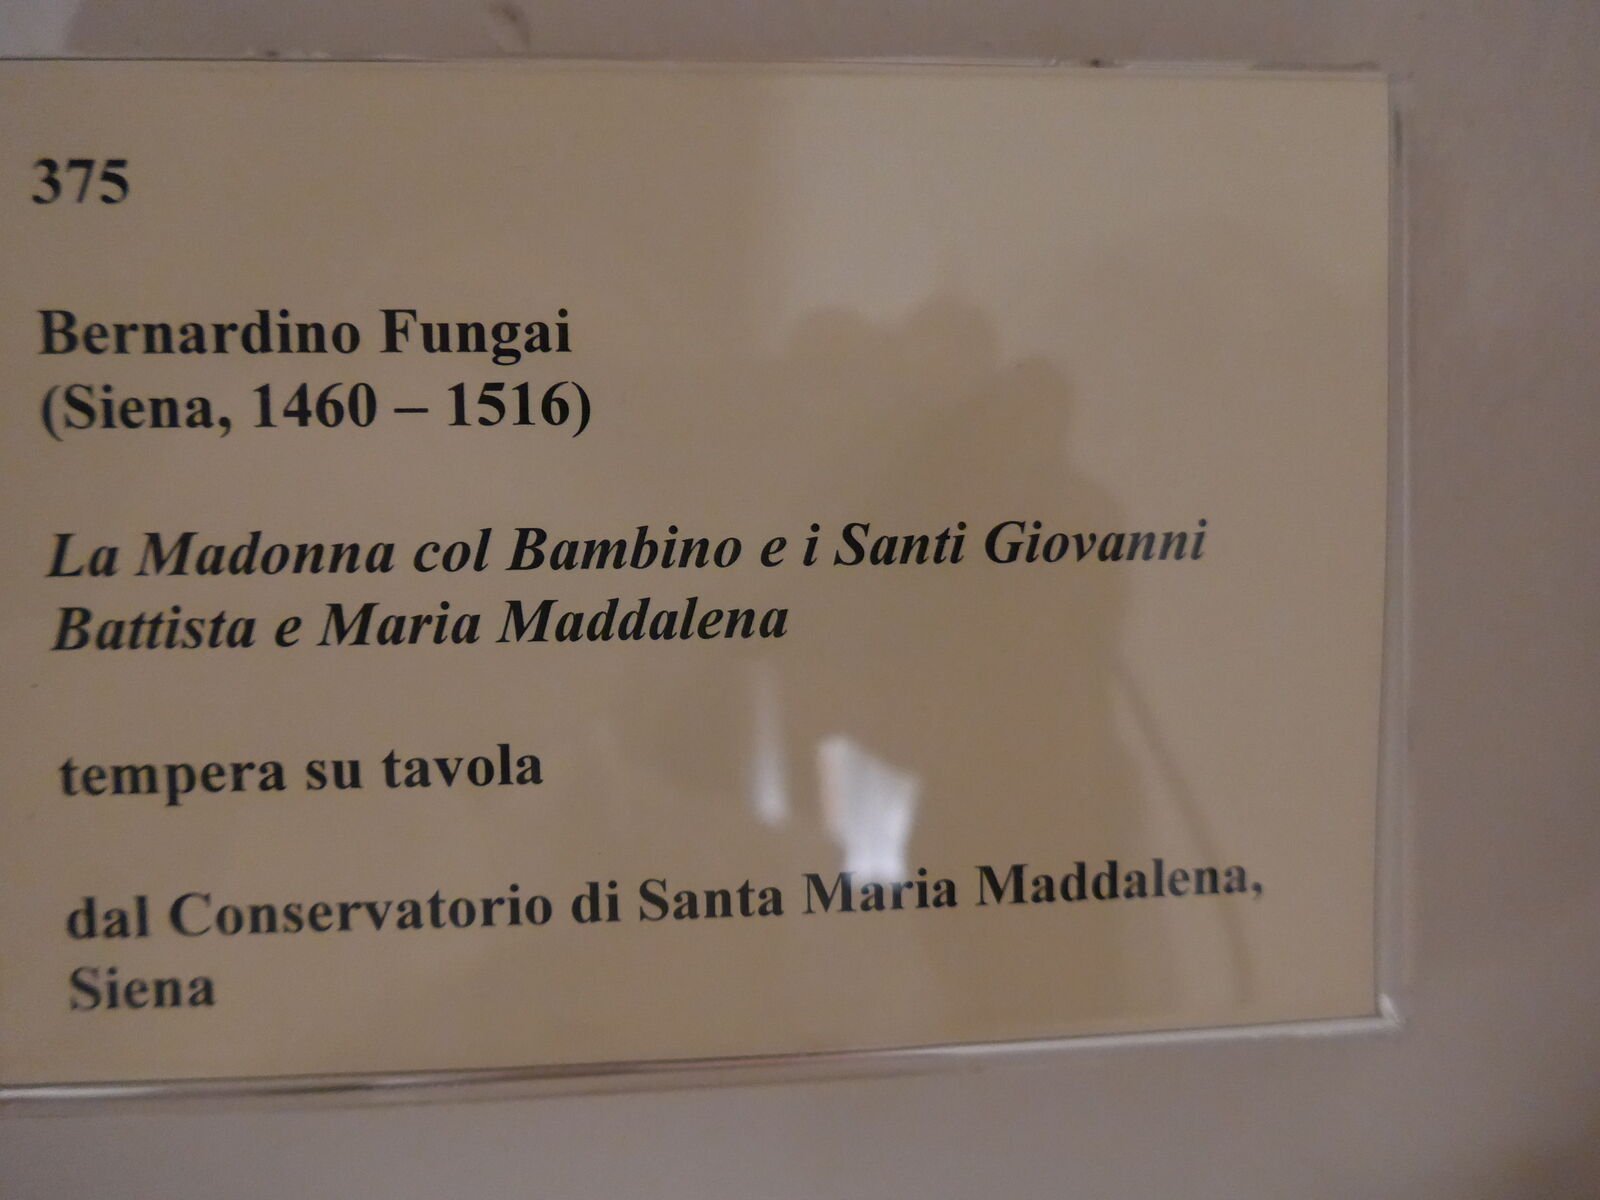 375
Bernardino Fungai
(Siena, 1460 – 1516)
La Madonna col Bambino e i Santi Giovanni
Battista e Maria Maddalena
tempera su tavola
dal Conservatorio di Santa Maria Maddalena,
Siena